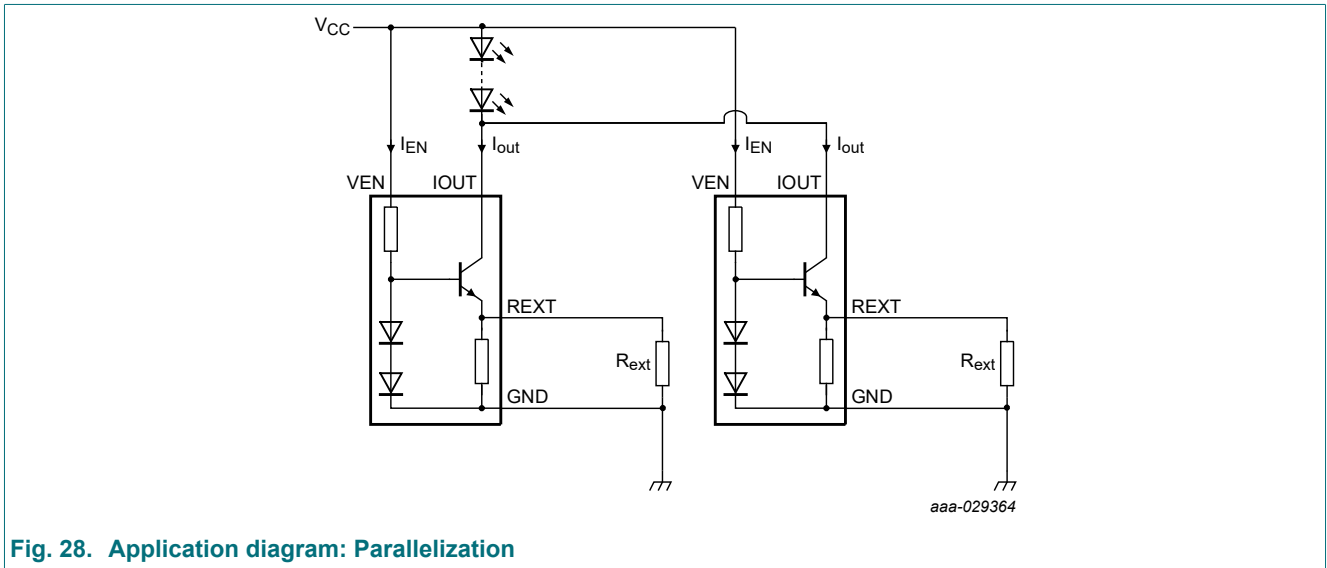 VCC
IEN Iout IEN Iout
VEN IOUT VEN IOUT
REXT REXT
Rext Rext
GND GND
aaa-029364
Fig. 28. Application diagram: Parallelization